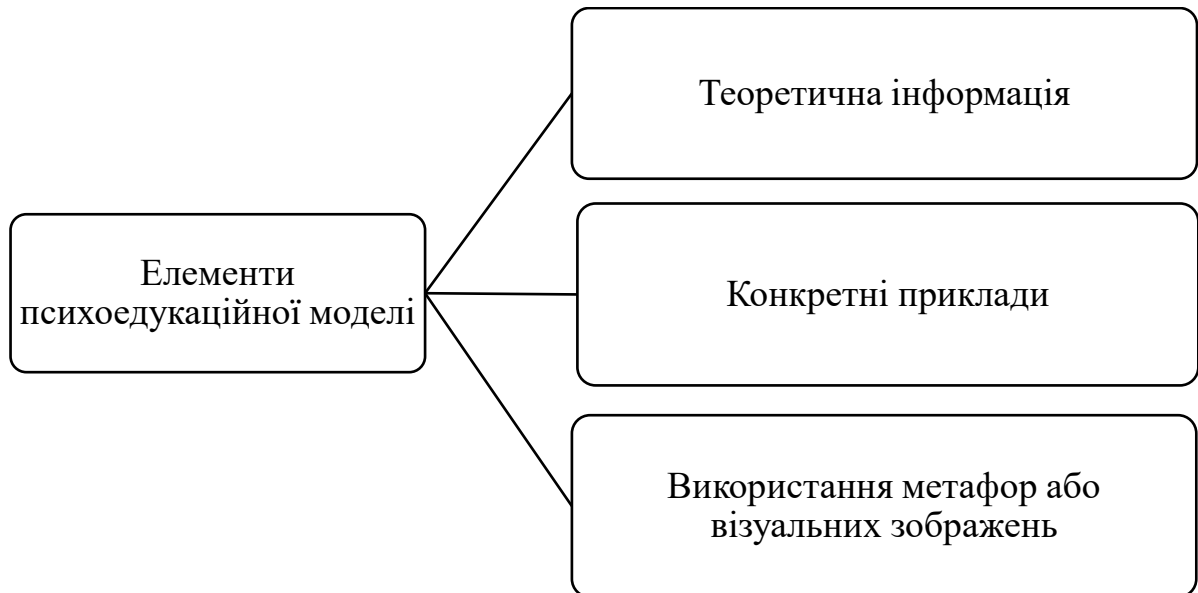 Теоретична інформація
Елементи
психоедукаційної моделі
Конкретні приклади
Використання метафор або
візуальних зображень